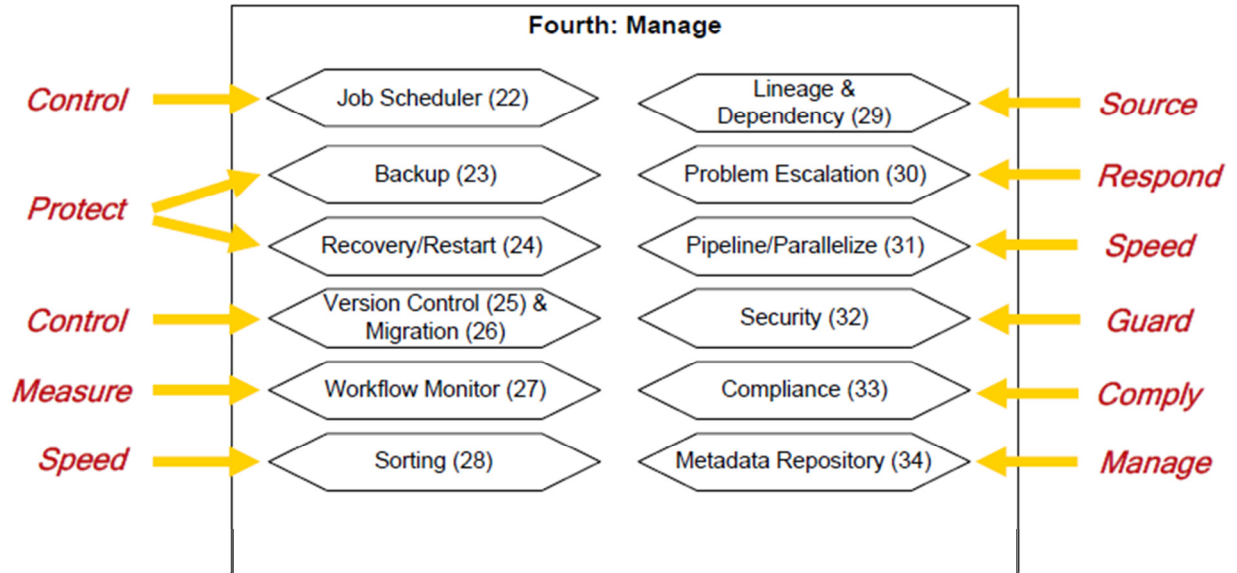 Fourth: Manage
Control
Job Scheduler (22)
Lineage &
Dependency (29)
Source
Protect
Backup (23)
Problem Escalation (30)
Respond
Recovery/Restart (24)
Pipeline/Parallelize (31)
Speed
Control
Version Control (25) &
Migration (26)
Security (32)
Guard
Measure
Workflow Monitor (27)
Compliance (33)
Comply
Speed
Sorting (28)
Metadata Repository (34)
Manage